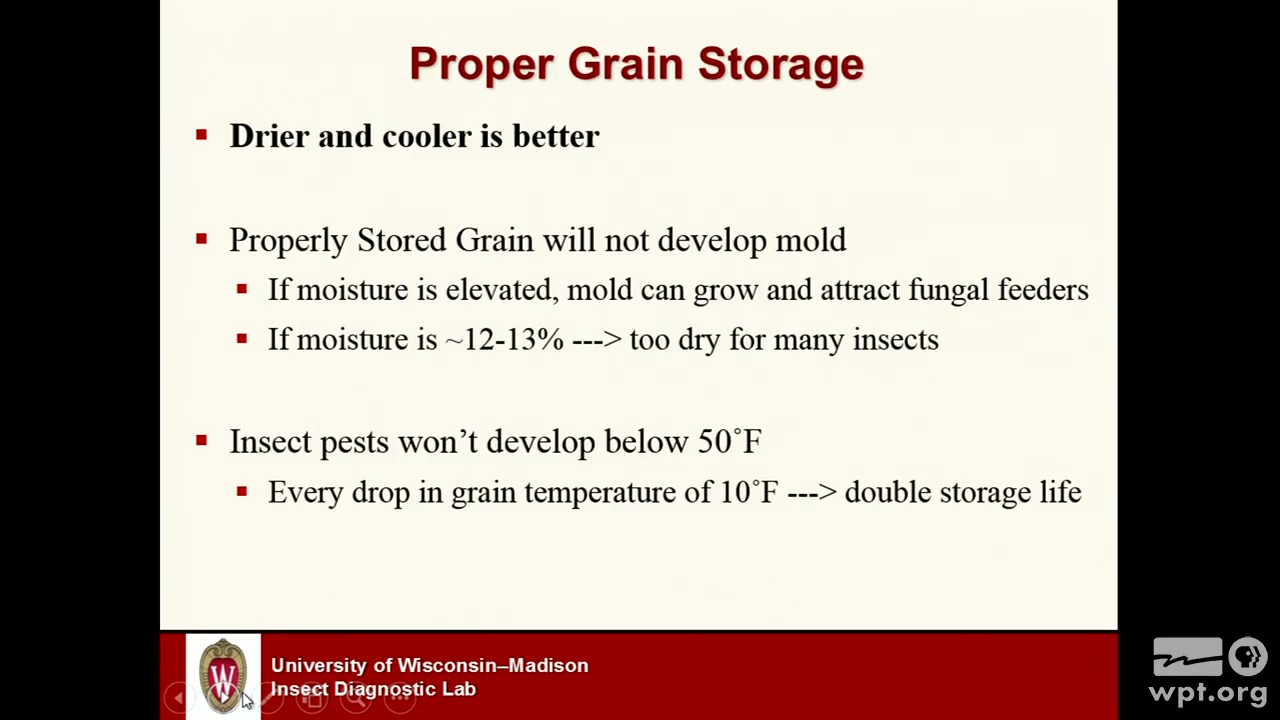 Proper Grain Storage
Drier and cooler is better
Properly Stored Grain will not develop mold
If moisture is elevated, mold can grow and attract fungal feeders
If moisture is ~12-13% ---> too dry for many insects
Insect pests won’t develop below 50˚F
Every drop in grain temperature of 10˚F ---> double storage life
W
University of Wisconsin–Madison
Insect Diagnostic Lab
wpt.org